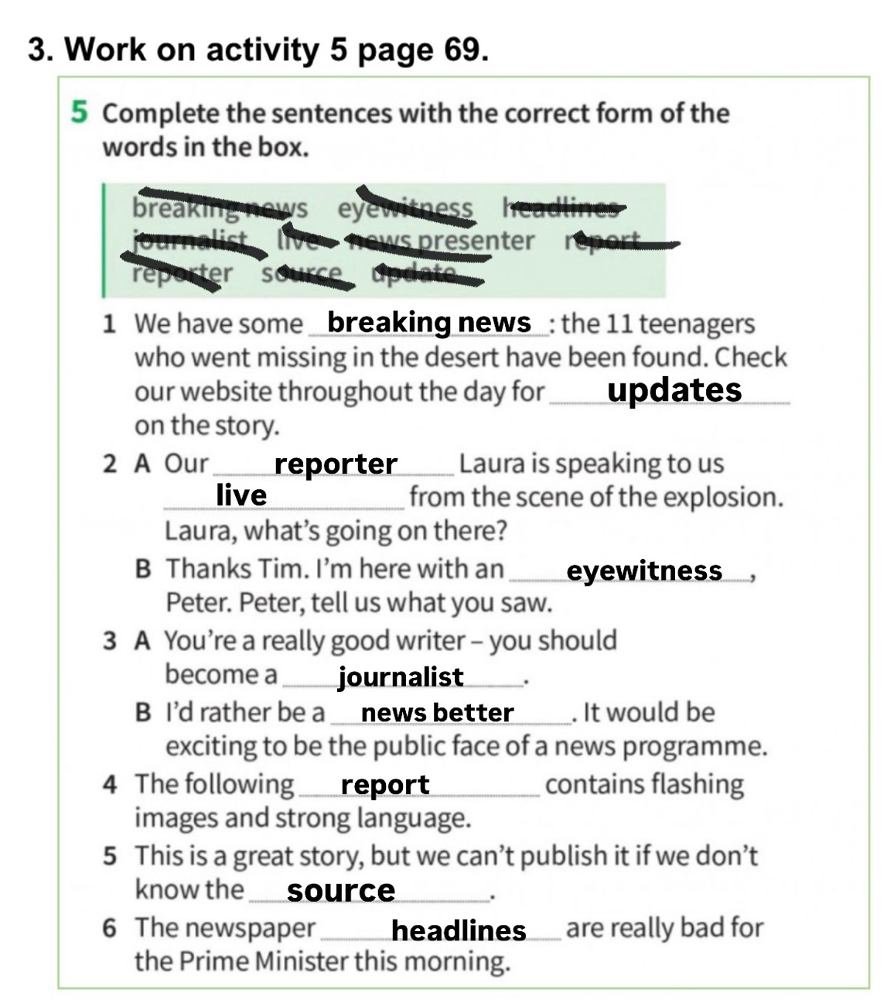 3. Work on activity 5 page 69.
5 Complete the sentences with the correct form of the
words in the box.
breaking news eyewitness headlines
journalist live news presenter report
reporter source update
1 We have some breaking news : the 11 teenagers
who went missing in the desert have been found. Check
our website throughout the day for updates
on the story.
2 A Our reporter Laura is speaking to us
live from the scene of the explosion.
Laura, what's going on there?
B Thanks Tim. I'm here with an eyewitness ,
Peter. Peter, tell us what you saw.
3 A You're a really good writer – you should
become a journalist .
B I'd rather be a news better . It would be
exciting to be the public face of a news programme.
4 The following report contains flashing
images and strong language.
5 This is a great story, but we can't publish it if we don't
know the source .
6 The newspaper headlines are really bad for
the Prime Minister this morning.